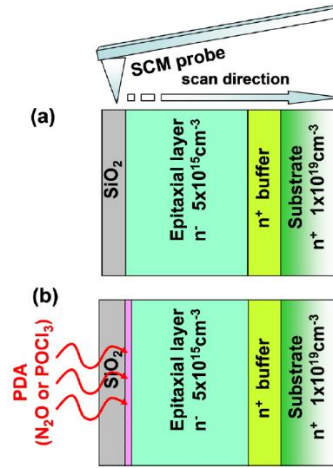 SCM probe
scan direction
(a)
SiO₂
Epitaxial layer
n⁻ 5x10¹⁵cm⁻³
n⁺ buffer
Substrate
n⁺ 1x10¹⁹cm⁻³
(b)
PDA
(N₂O or POCl₃)
SiO₂
Epitaxial layer
n⁻ 5x10¹⁵cm⁻³
n⁺ buffer
Substrate
n⁺ 1x10¹⁹cm⁻³